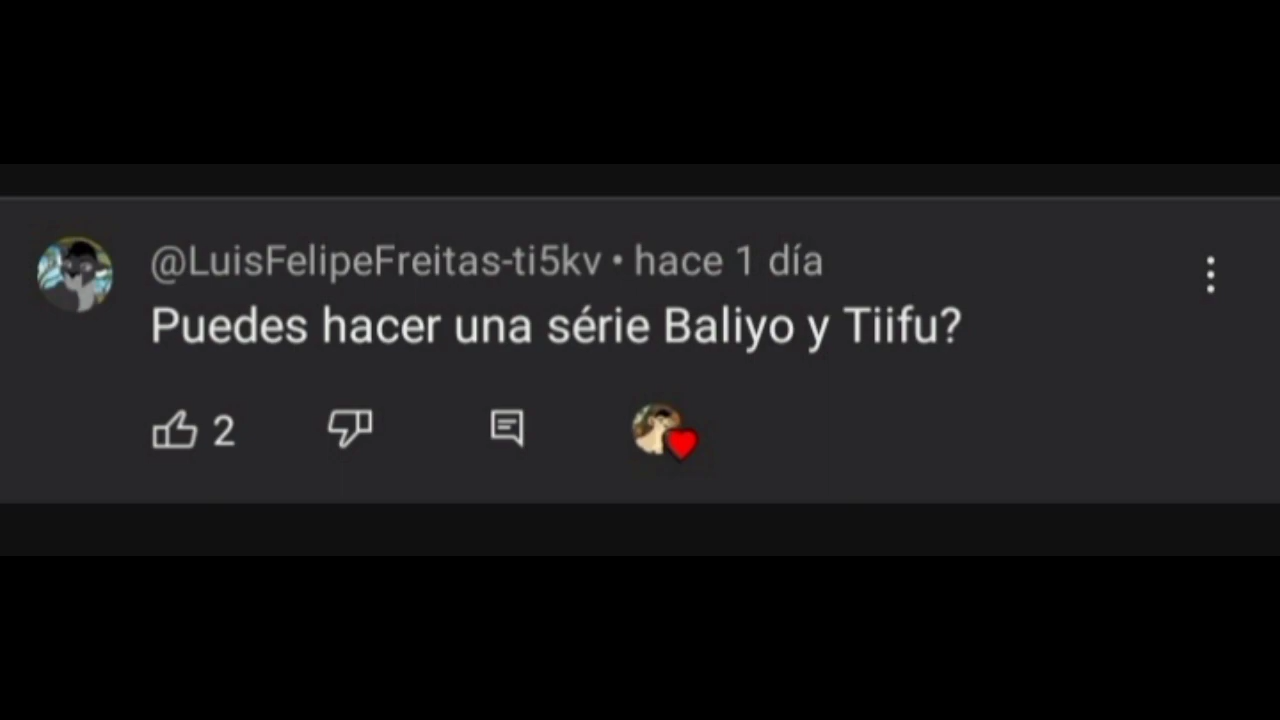 @LuisFelipeFreitas-ti5kv • hace 1 día
Puedes hacer una série Baliyo y Tiifu?
2